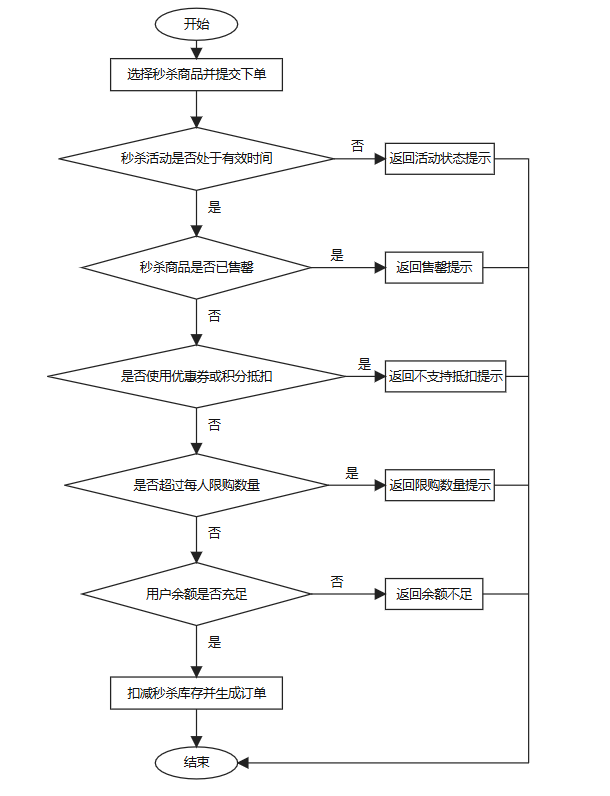 开始
选择秒杀商品并提交下单
秒杀活动是否处于有效时间
否
返回活动状态提示
是
秒杀商品是否已售罄
是
返回售罄提示
否
是否使用优惠券或积分抵扣
是
返回不支持抵扣提示
否
是否超过每人限购数量
是
返回限购数量提示
否
用户余额是否充足
否
返回余额不足
是
扣减秒杀库存并生成订单
结束